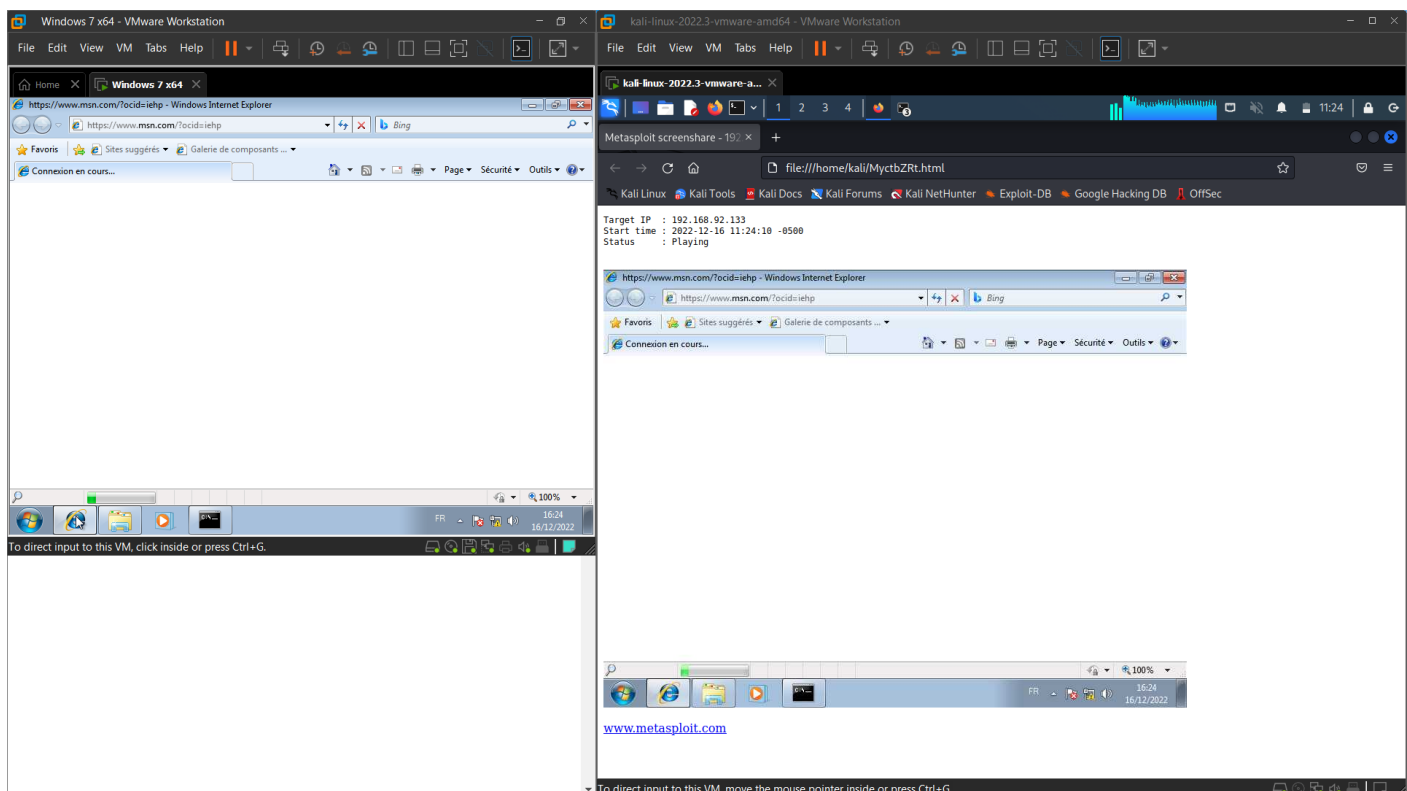 Windows 7 x64 - VMware Workstation
File Edit View VM Tabs Help
Home
Windows 7 x64
https://www.msn.com/?ocid=iehp - Windows Internet Explorer
https://www.msn.com/?ocid=iehp
Bing
Favoris Sites suggérés Galerie de composants ...
Connexion en cours...
Page Sécurité Outils
100%
FR
16:24
16/12/2022
To direct input to this VM, click inside or press Ctrl+G.
kali-linux-2022.3-vmware-amd64 - VMware Workstation
File Edit View VM Tabs Help
kali-linux-2022.3-vmware-a...
1 2 3 4
11:24
Metasploit screenshare - 192
file:///home/kali/MyctbZRt.html
Kali Linux Kali Tools Kali Docs Kali Forums Kali NetHunter Exploit-DB Google Hacking DB OffSec
Target IP : 192.168.92.133
Start time : 2022-12-16 11:24:10 -0500
Status : Playing
https://www.msn.com/?ocid=iehp - Windows Internet Explorer
https://www.msn.com/?ocid=iehp
Bing
Favoris Sites suggérés Galerie de composants ...
Connexion en cours...
Page Sécurité Outils
100%
FR
16:24
16/12/2022
www.metasploit.com
To direct input to this VM, move the mouse pointer inside or press Ctrl+G.